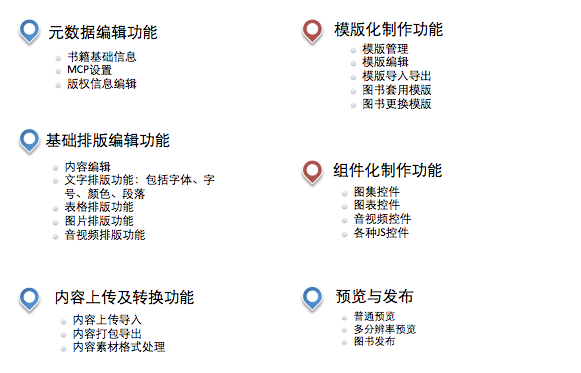 元数据编辑功能
书籍基础信息
MCP设置
版权信息编辑
基础排版编辑功能
内容编辑
文字排版功能：包括字体、字
号、颜色、段落
表格排版功能
图片排版功能
音视频排版功能
内容上传及转换功能
内容上传导入
内容打包导出
内容素材格式处理
模版化制作功能
模版管理
模版编辑
模版导入导出
图书套用模版
图书更换模版
组件化制作功能
图集控件
图表控件
音视频控件
各种JS控件
预览与发布
普通预览
多分辨率预览
图书发布